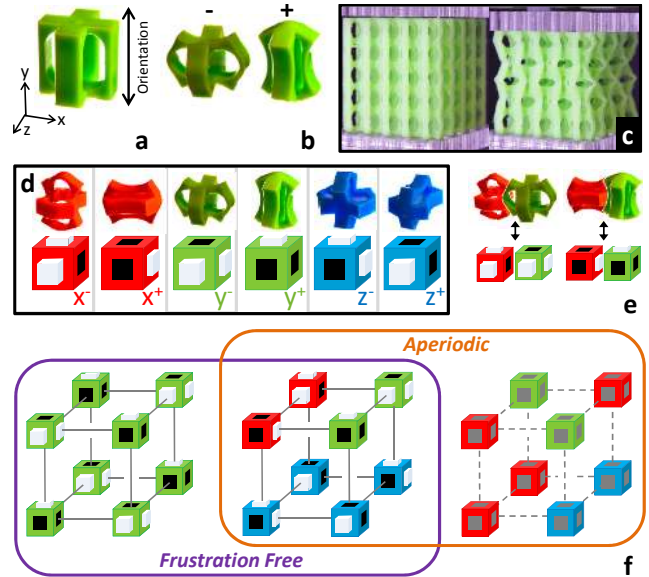 - +
Orientation
y
x
z
a
b
c
d
x- x+ y- y+ z- z+
e
Aperiodic
Frustration Free
f